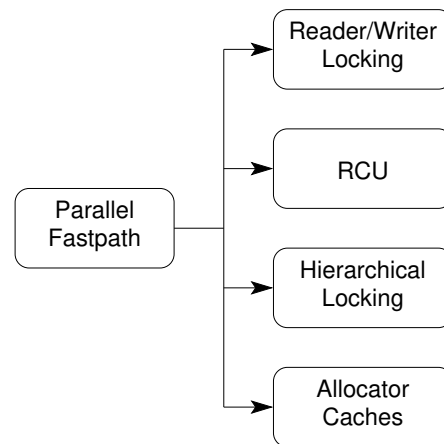 Reader/Writer
Locking
RCU
Parallel
Fastpath
Hierarchical
Locking
Allocator
Caches